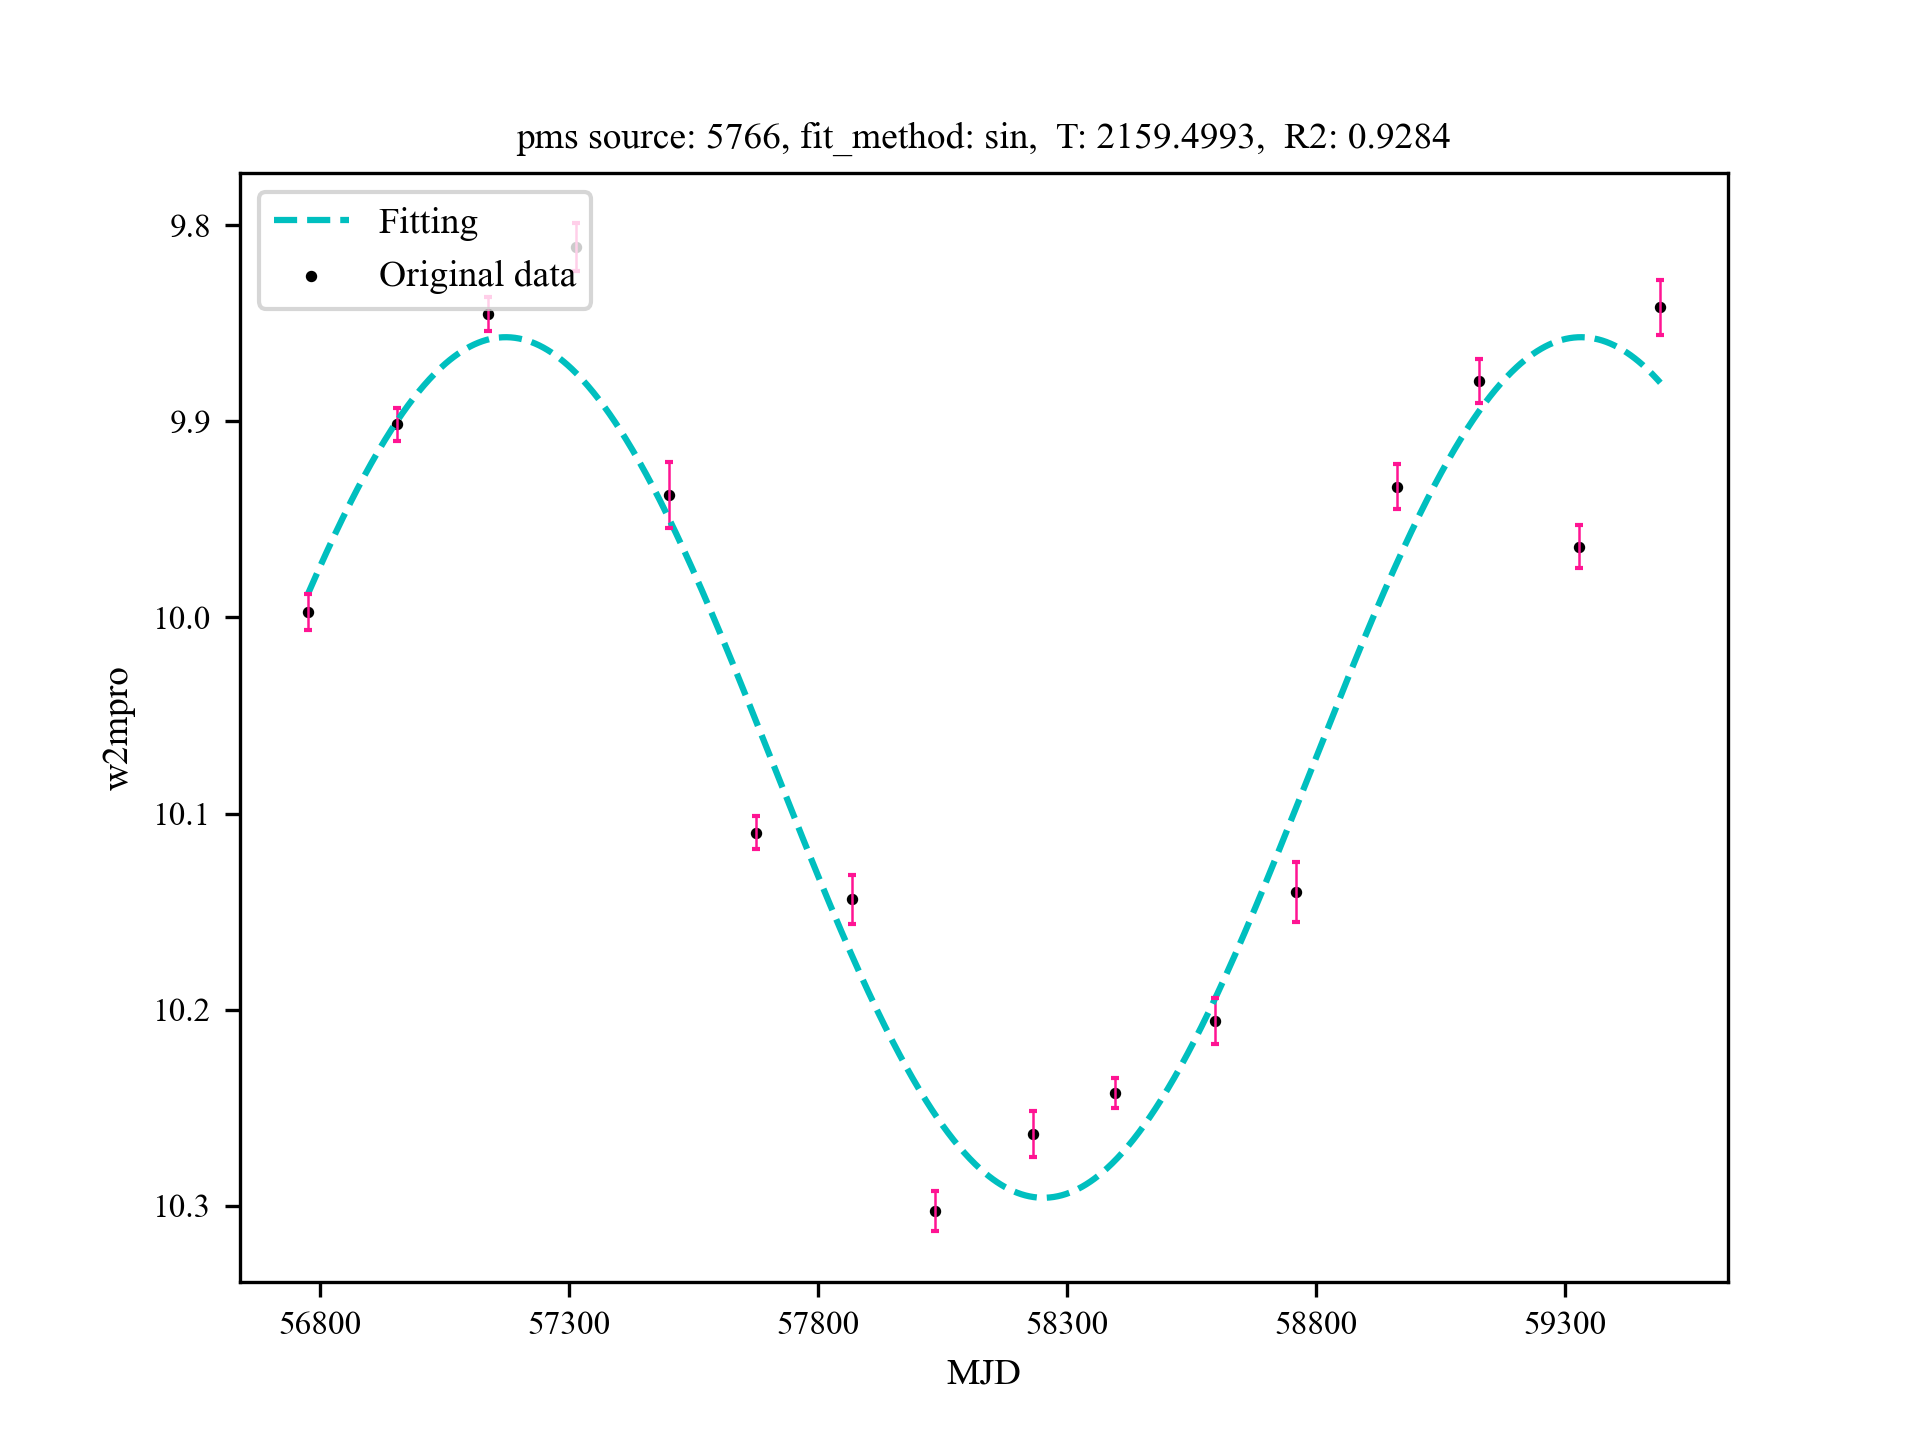 pms source: 5766, fit_method: sin,  T: 2159.4993,  R2: 0.9284
Fitting
Original data
9.8
9.9
10.0
10.1
10.2
10.3
w2mpro
56800 57300 57800 58300 58800 59300
MJD